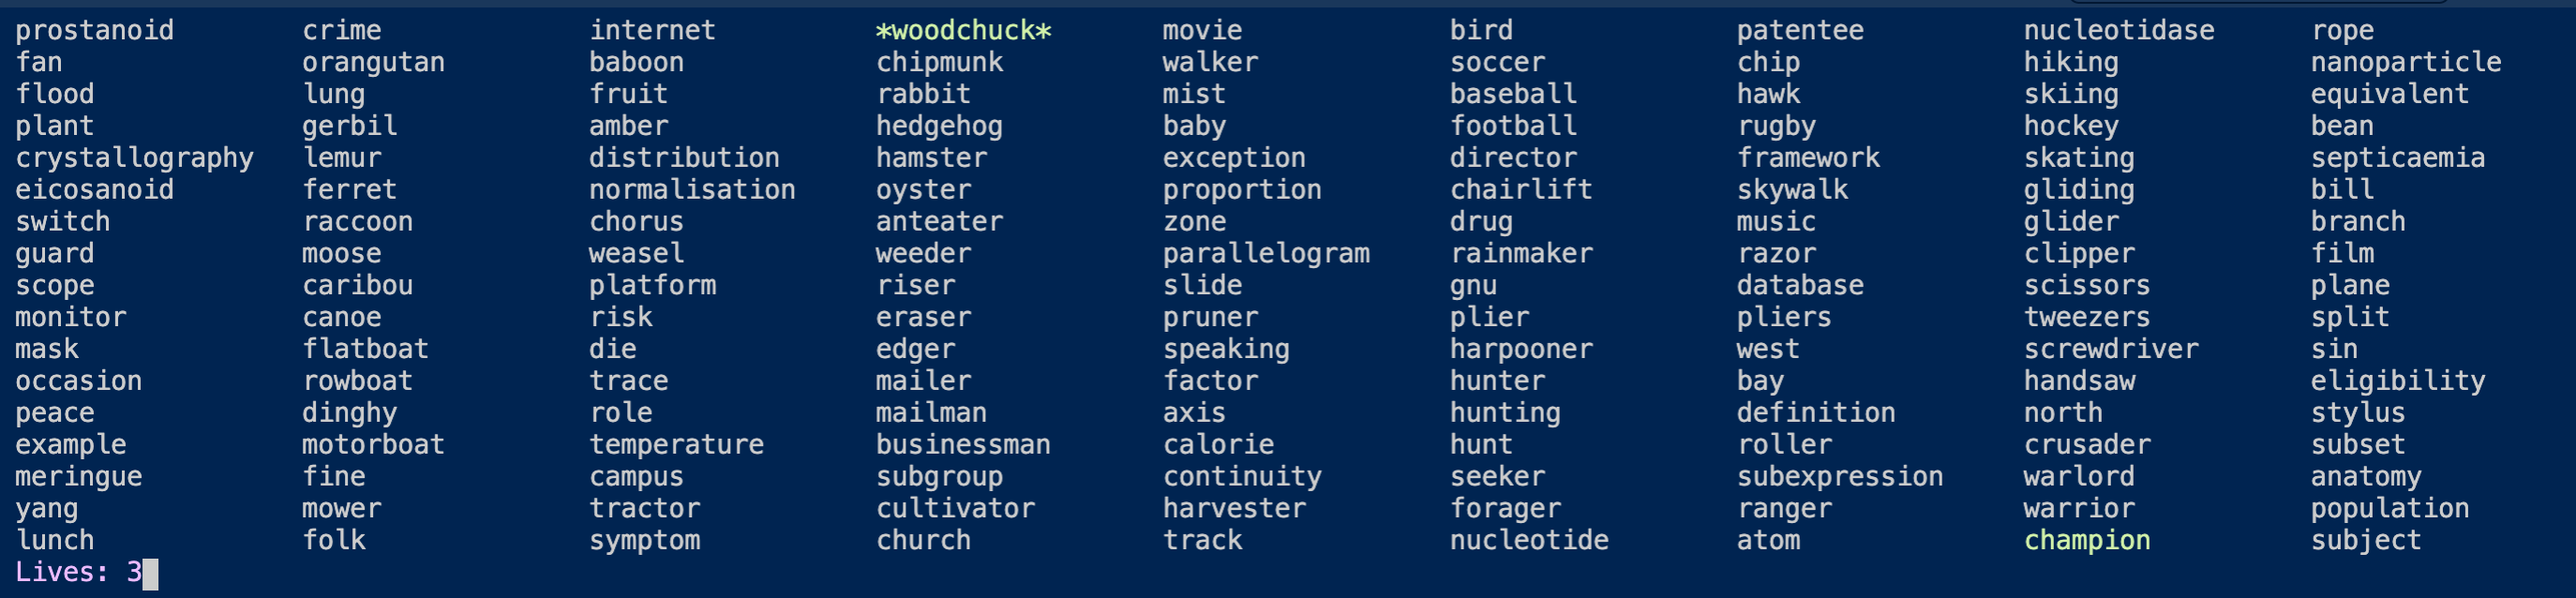 prostanoid crime internet *woodchuck* movie bird patentee nucleotidase rope
fan orangutan baboon chipmunk walker soccer chip hiking nanoparticle
flood lung fruit rabbit mist baseball hawk skiing equivalent
plant gerbil amber hedgehog baby football rugby hockey bean
crystallography lemur distribution hamster exception director framework skating septicaemia
eicosanoid ferret normalisation oyster proportion chairlift skywalk gliding bill
switch raccoon chorus anteater zone drug music glider branch
guard moose weasel weeder parallelogram rainmaker razor clipper film
scope caribou platform riser slide gnu database scissors plane
monitor canoe risk eraser pruner plier pliers tweezers split
mask flatboat die edger speaking harpooner west screwdriver sin
occasion rowboat trace mailer factor hunter bay handsaw eligibility
peace dinghy role mailman axis hunting definition north stylus
example motorboat temperature businessman calorie hunt roller crusader subset
meringue fine campus subgroup continuity seeker subexpression warlord anatomy
yang mower tractor cultivator harvester forager ranger warrior population
lunch folk symptom church track nucleotide atom champion subject
Lives: 3